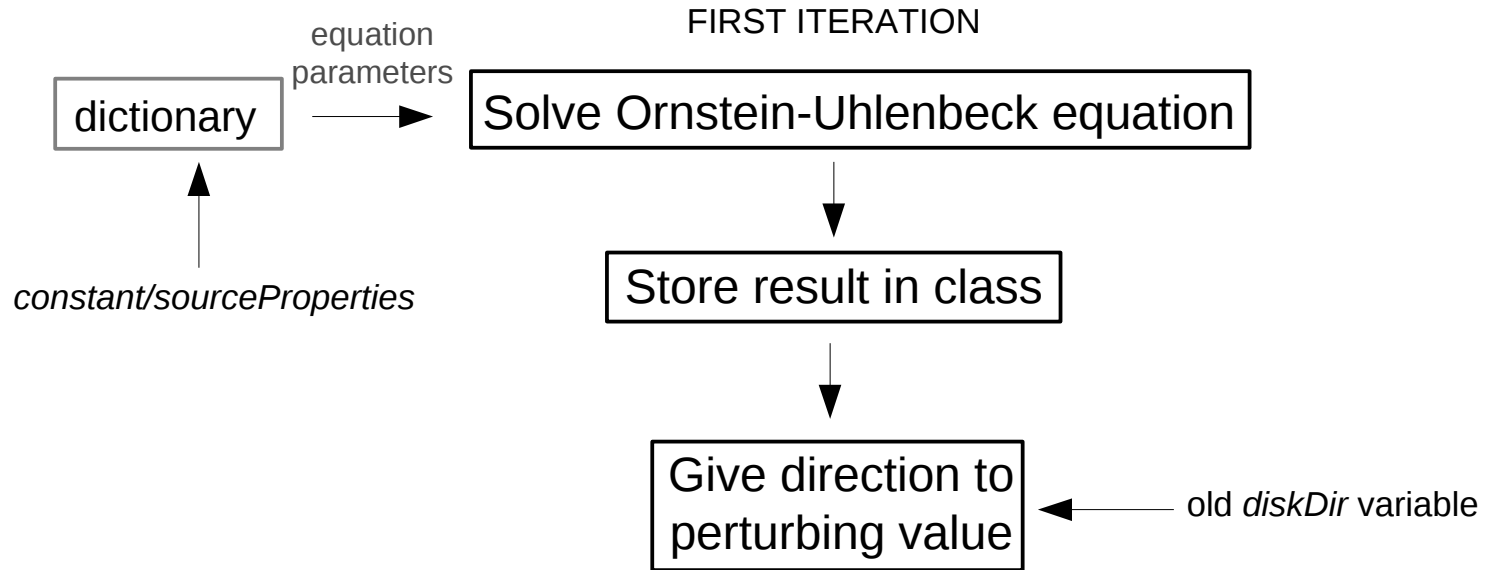 FIRST ITERATION
equation
parameters
dictionary
Solve Ornstein-Uhlenbeck equation
constant/sourceProperties
Store result in class
Give direction to
perturbing value
old diskDir variable